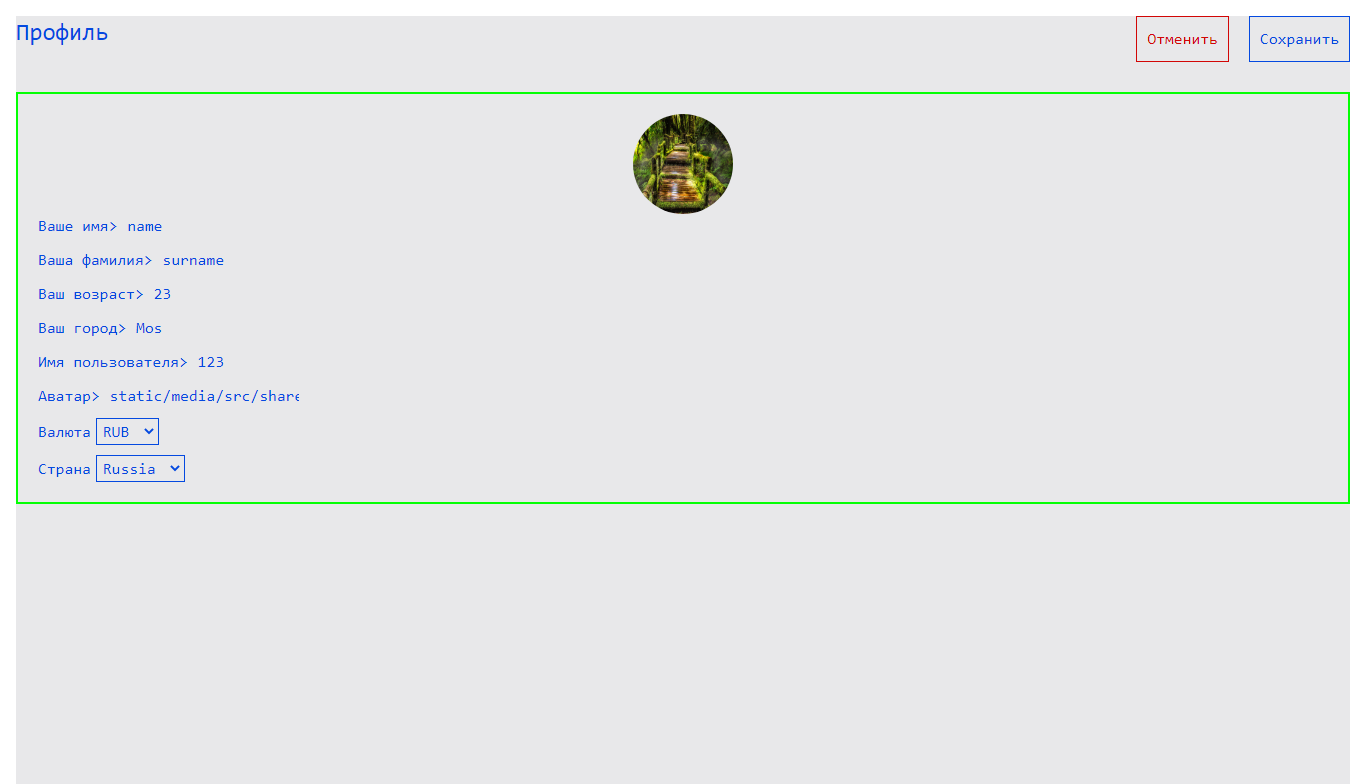 Профиль
Отменить
Сохранить
Ваше имя> name
Ваша фамилия> surname
Ваш возраст> 23
Ваш город> Mos
Имя пользователя> 123
Аватар> static/media/src/share
Валюта RUB
Страна Russia